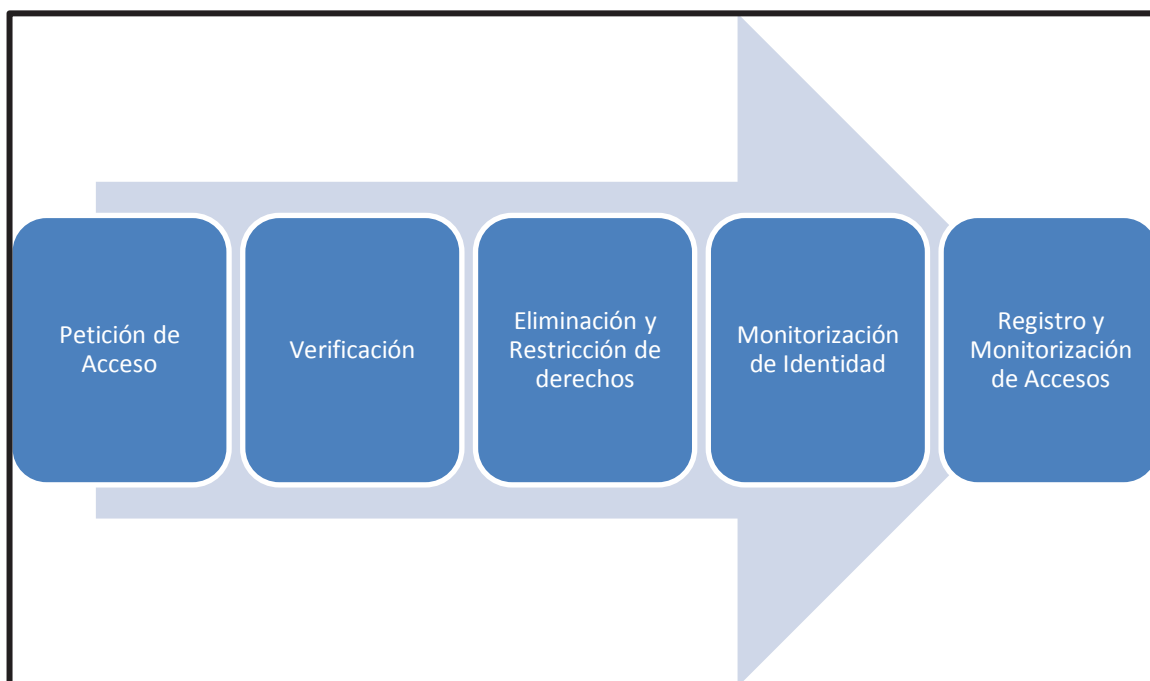 Petición de
Acceso
Verificación
Eliminación y
Restricción de
derechos
Monitorización
de Identidad
Registro y
Monitorización
de Accesos